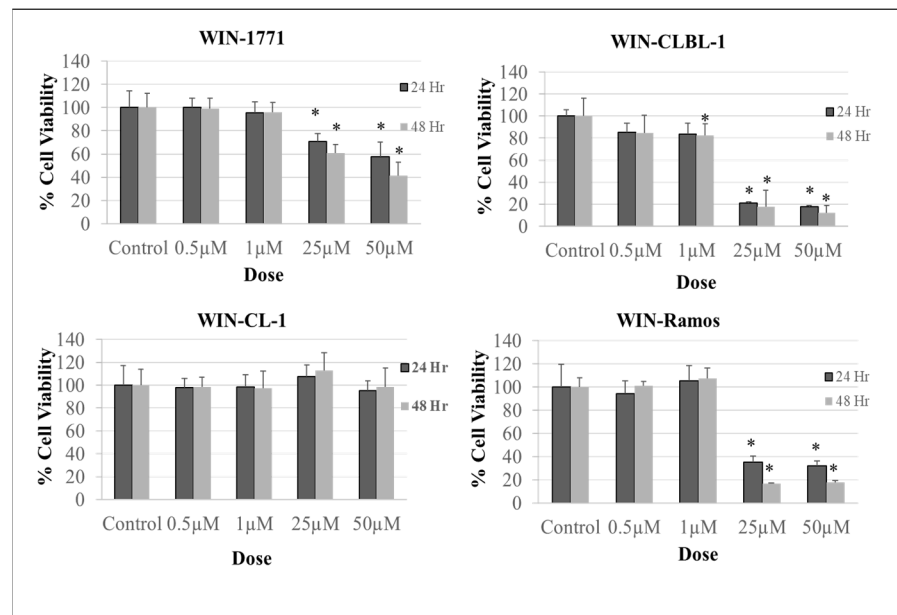 WIN-1771
140
120
100
80
60
40
20
0
% Cell Viability
* * * *
24 Hr
48 Hr
Control 0.5µM 1µM 25µM 50µM
Dose
WIN-CLBL-1
140
120
100
80
60
40
20
0
% Cell Viability
* * * * *
24 Hr
48 Hr
Control 0.5µM 1µM 25µM 50µM
Dose
WIN-CL-1
140
120
100
80
60
40
20
0
% Cell Viability
24 Hr
48 Hr
Control 0.5µM 1µM 25µM 50µM
Dose
WIN-Ramos
140
120
100
80
60
40
20
0
% Cell Viability
* * * *
24 Hr
48 Hr
Control 0.5µM 1µM 25µM 50µM
Dose